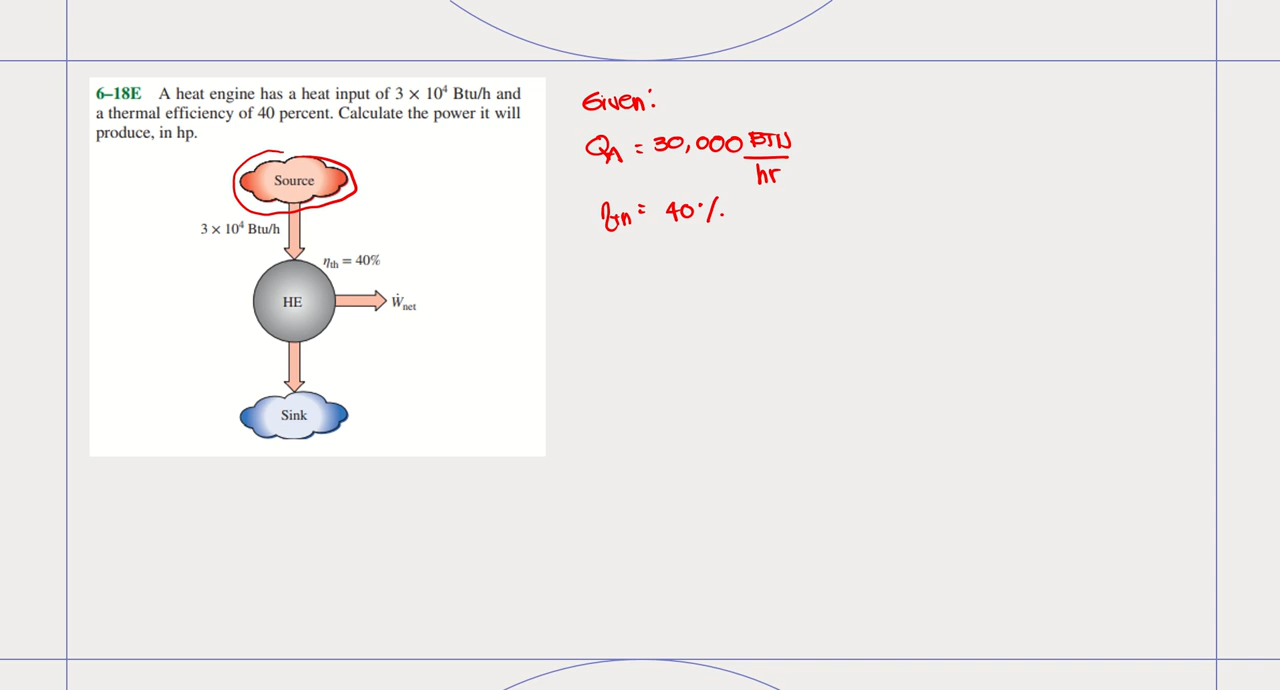 6–18E A heat engine has a heat input of 3 × 10⁴ Btu/h and
a thermal efficiency of 40 percent. Calculate the power it will
produce, in hp.
Source
3 × 10⁴ Btu/h
ηth = 40%
HE
Ẇnet
Sink
Given:
QA = 30,000 BTU/hr
ηth = 40%